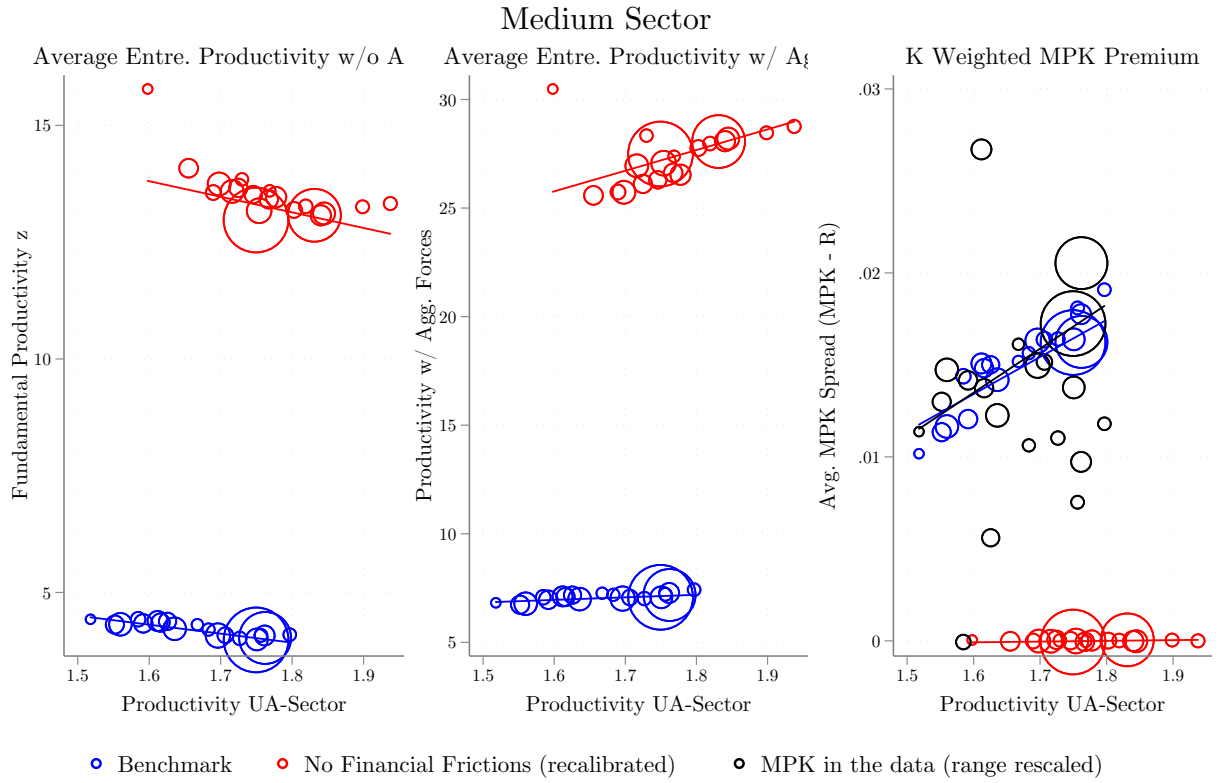 Medium Sector
Average Entre. Productivity w/o A
Average Entre. Productivity w/ Ag
K Weighted MPK Premium
Fundamental Productivity z
15
10
5
1.5 1.6 1.7 1.8 1.9
Productivity UA-Sector
Productivity w/ Agg. Forces
30
25
20
15
10
5
1.5 1.6 1.7 1.8 1.9
Productivity UA-Sector
Avg. MPK Spread (MPK - R)
.03
.02
.01
0
1.5 1.6 1.7 1.8 1.9
Productivity UA-Sector
Benchmark
No Financial Frictions (recalibrated)
MPK in the data (range rescaled)